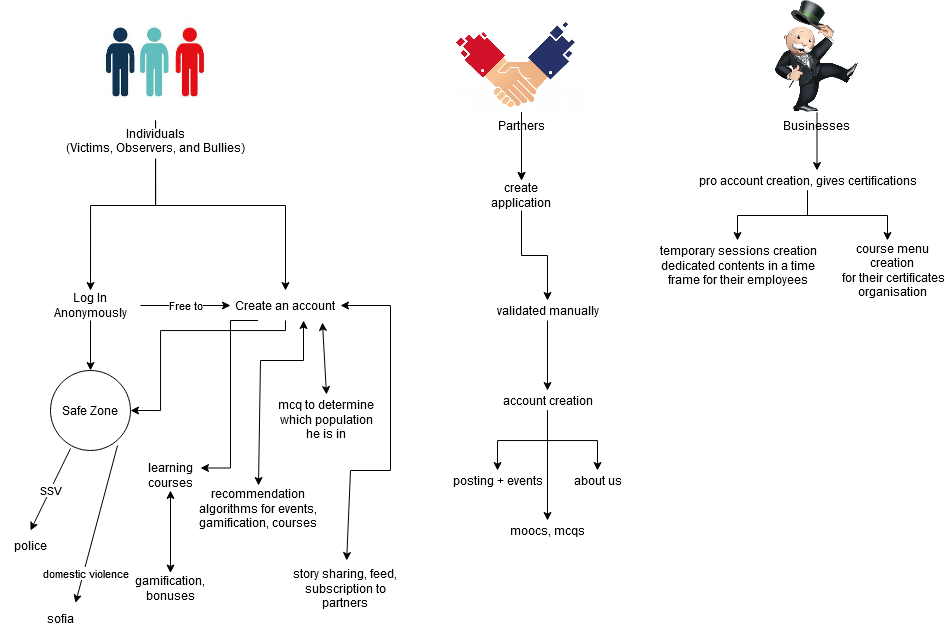 Individuals
(Victims, Observers, and Bullies)
Log In
Anonymously
Free to
Create an account
Safe Zone
mcq to determine
which population
he is in
learning
courses
SSV
recommendation
algorithms for events,
gamification, courses
police
domestic violence
gamification,
bonuses
story sharing, feed,
subscription to
partners
sofia
Partners
create
application
validated manually
account creation
posting + events
about us
moocs, mcqs
Businesses
pro account creation, gives certifications
temporary sessions creation
dedicated contents in a time
frame for their employees
course menu
creation
for their certificates
organisation